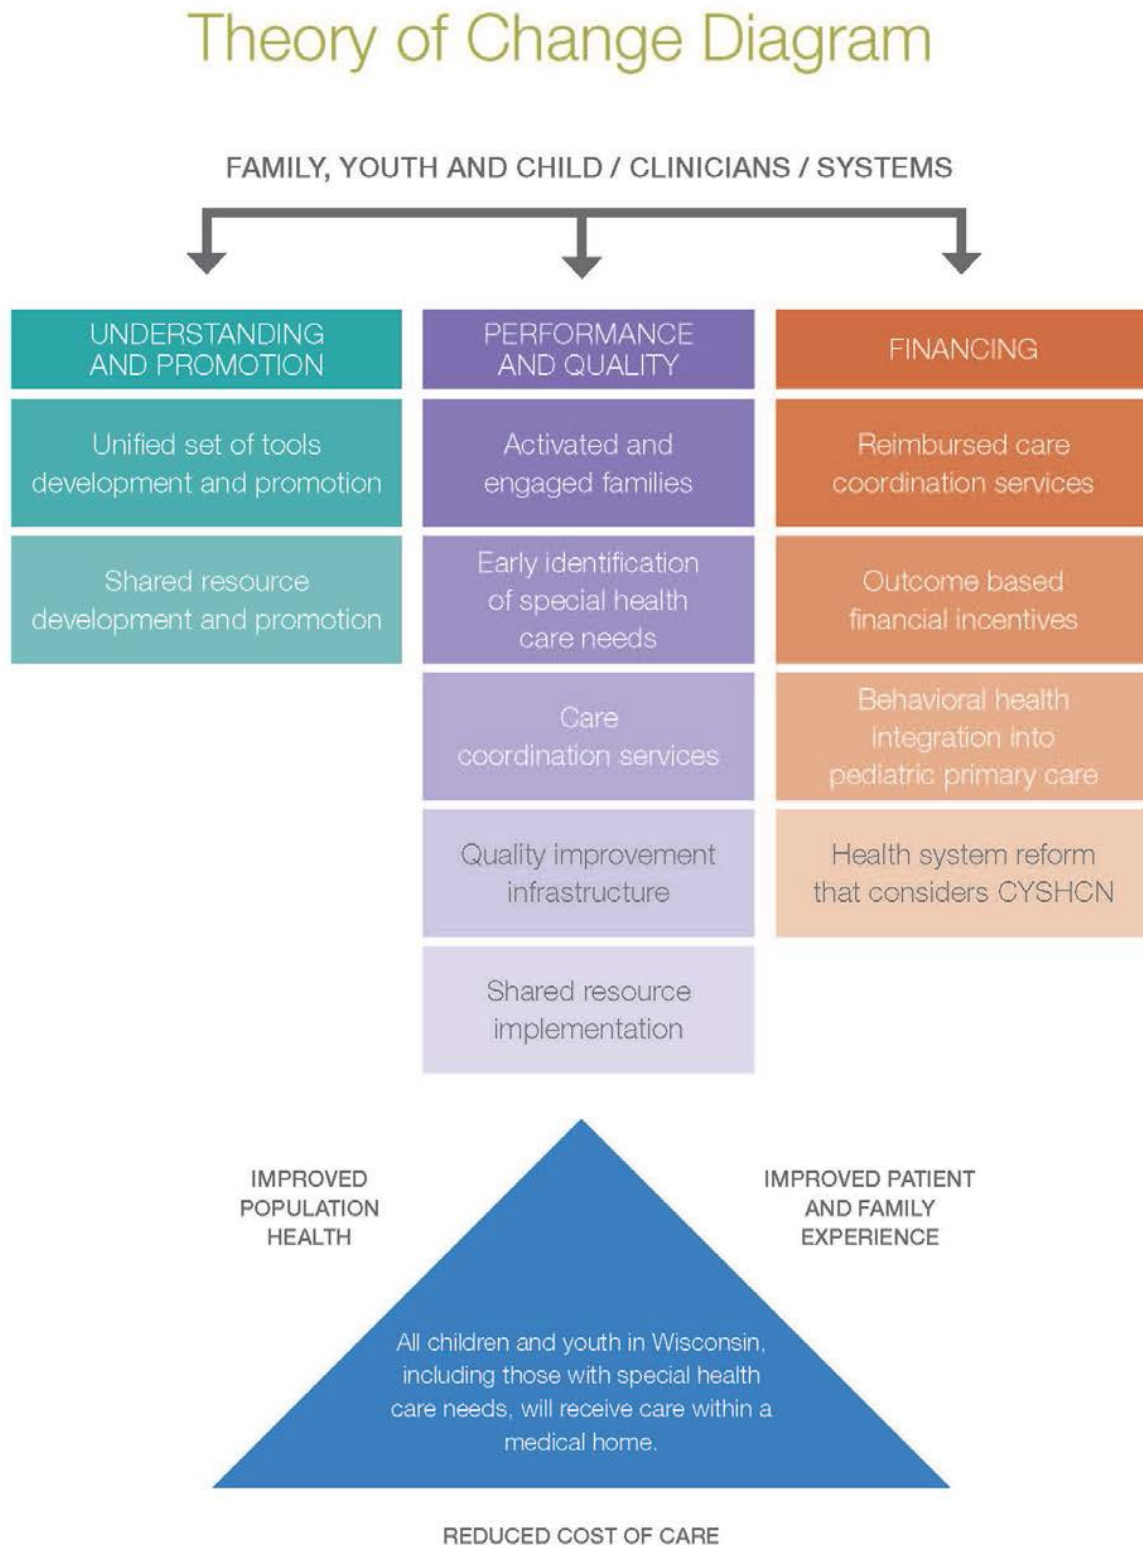 Theory of Change Diagram
FAMILY, YOUTH AND CHILD / CLINICIANS / SYSTEMS
UNDERSTANDING
AND PROMOTION
Unified set of tools
development and promotion
Shared resource
development and promotion
PERFORMANCE
AND QUALITY
Activated and
engaged families
Early identification
of special health
care needs
Care
coordination services
Quality improvement
infrastructure
Shared resource
implementation
FINANCING
Reimbursed care
coordination services
Outcome based
financial incentives
Behavioral health
integration into
pediatric primary care
Health system reform
that considers CYSHCN
IMPROVED
POPULATION
HEALTH
IMPROVED PATIENT
AND FAMILY
EXPERIENCE
All children and youth in Wisconsin,
including those with special health
care needs, will receive care within a
medical home.
REDUCED COST OF CARE